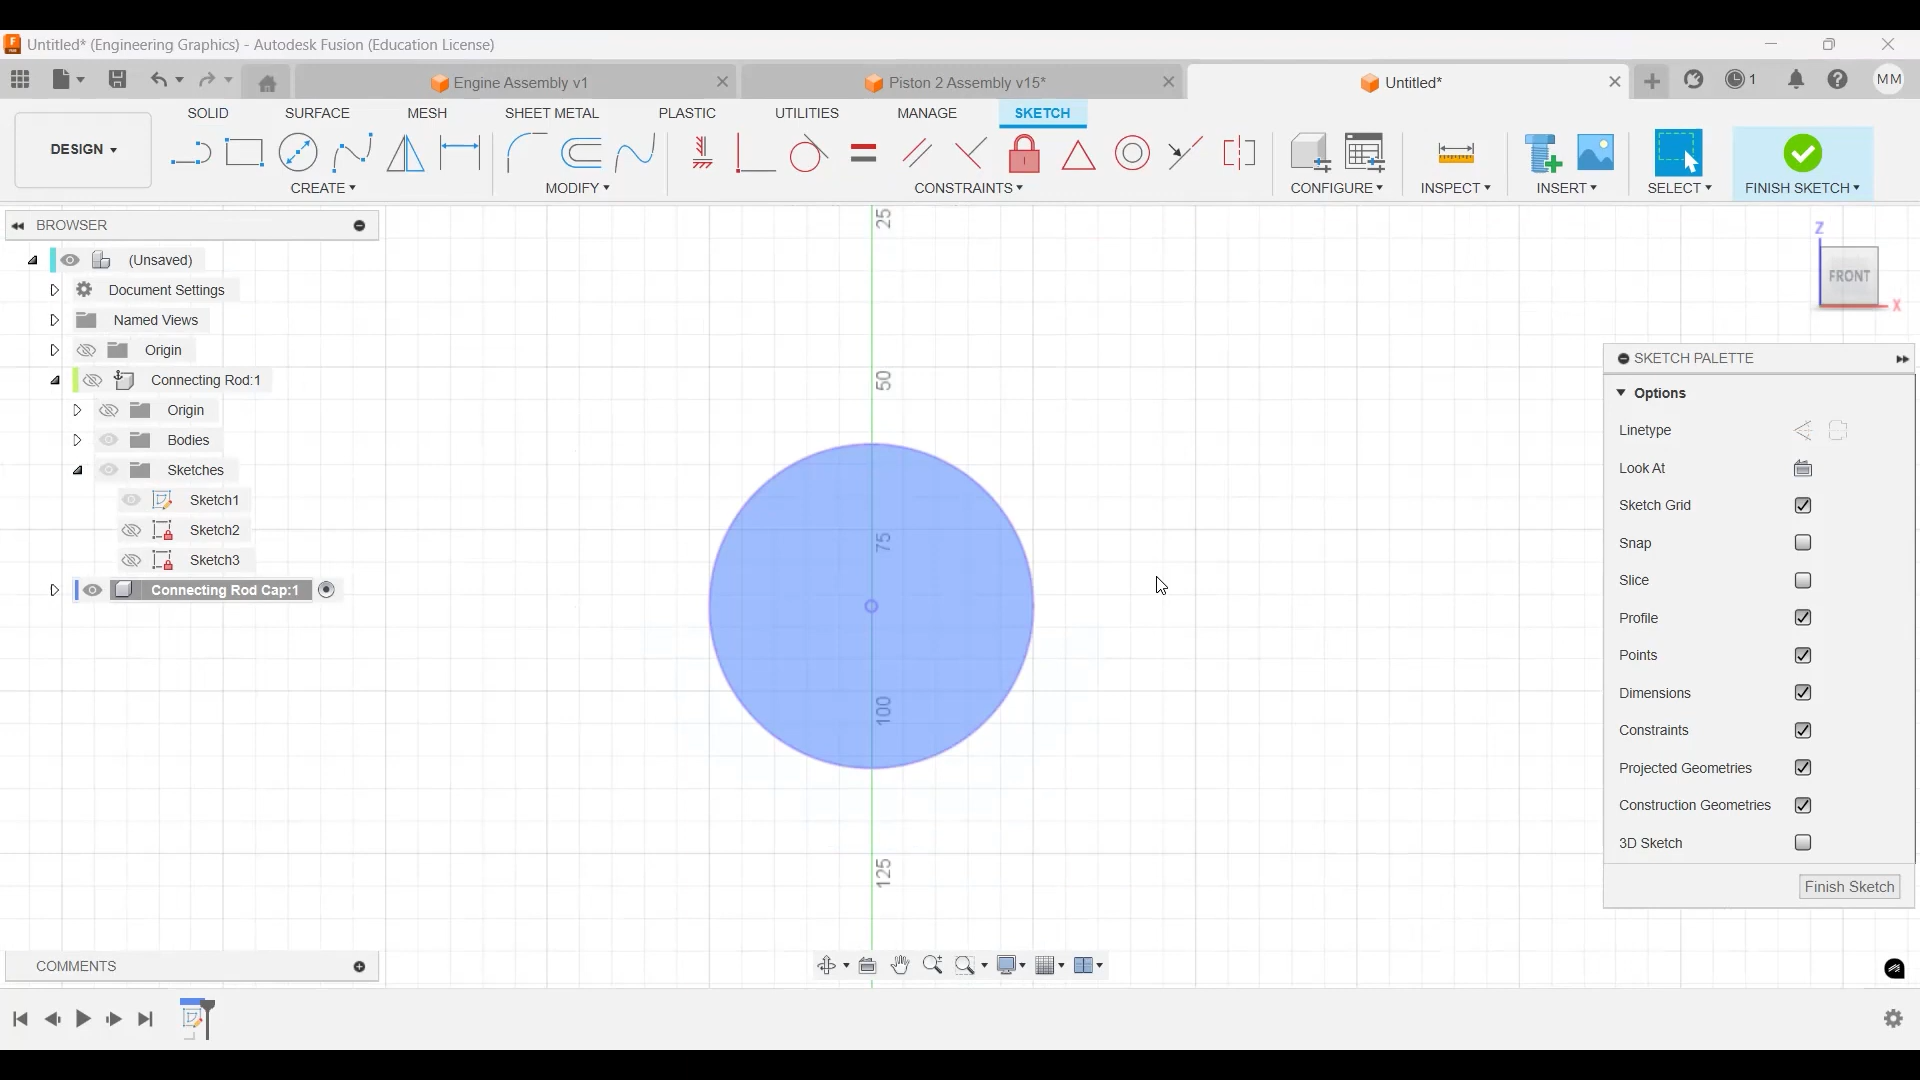 Untitled* (Engineering Graphics) - Autodesk Fusion (Education License)
Engine Assembly v1
Piston 2 Assembly v15*
Untitled*
1
MM
DESIGN
SOLID
SURFACE
MESH
SHEET METAL
PLASTIC
UTILITIES
MANAGE
SKETCH
CREATE
MODIFY
CONSTRAINTS
CONFIGURE
INSPECT
INSERT
SELECT
FINISH SKETCH
BROWSER
(Unsaved)
Document Settings
Named Views
Origin
Connecting Rod:1
Origin
Bodies
Sketches
Sketch1
Sketch2
Sketch3
Connecting Rod Cap:1
25
50
75
100
125
Z
FRONT
X
SKETCH PALETTE
Options
Linetype
Look At
Sketch Grid
Snap
Slice
Profile
Points
Dimensions
Constraints
Projected Geometries
Construction Geometries
3D Sketch
Finish Sketch
COMMENTS